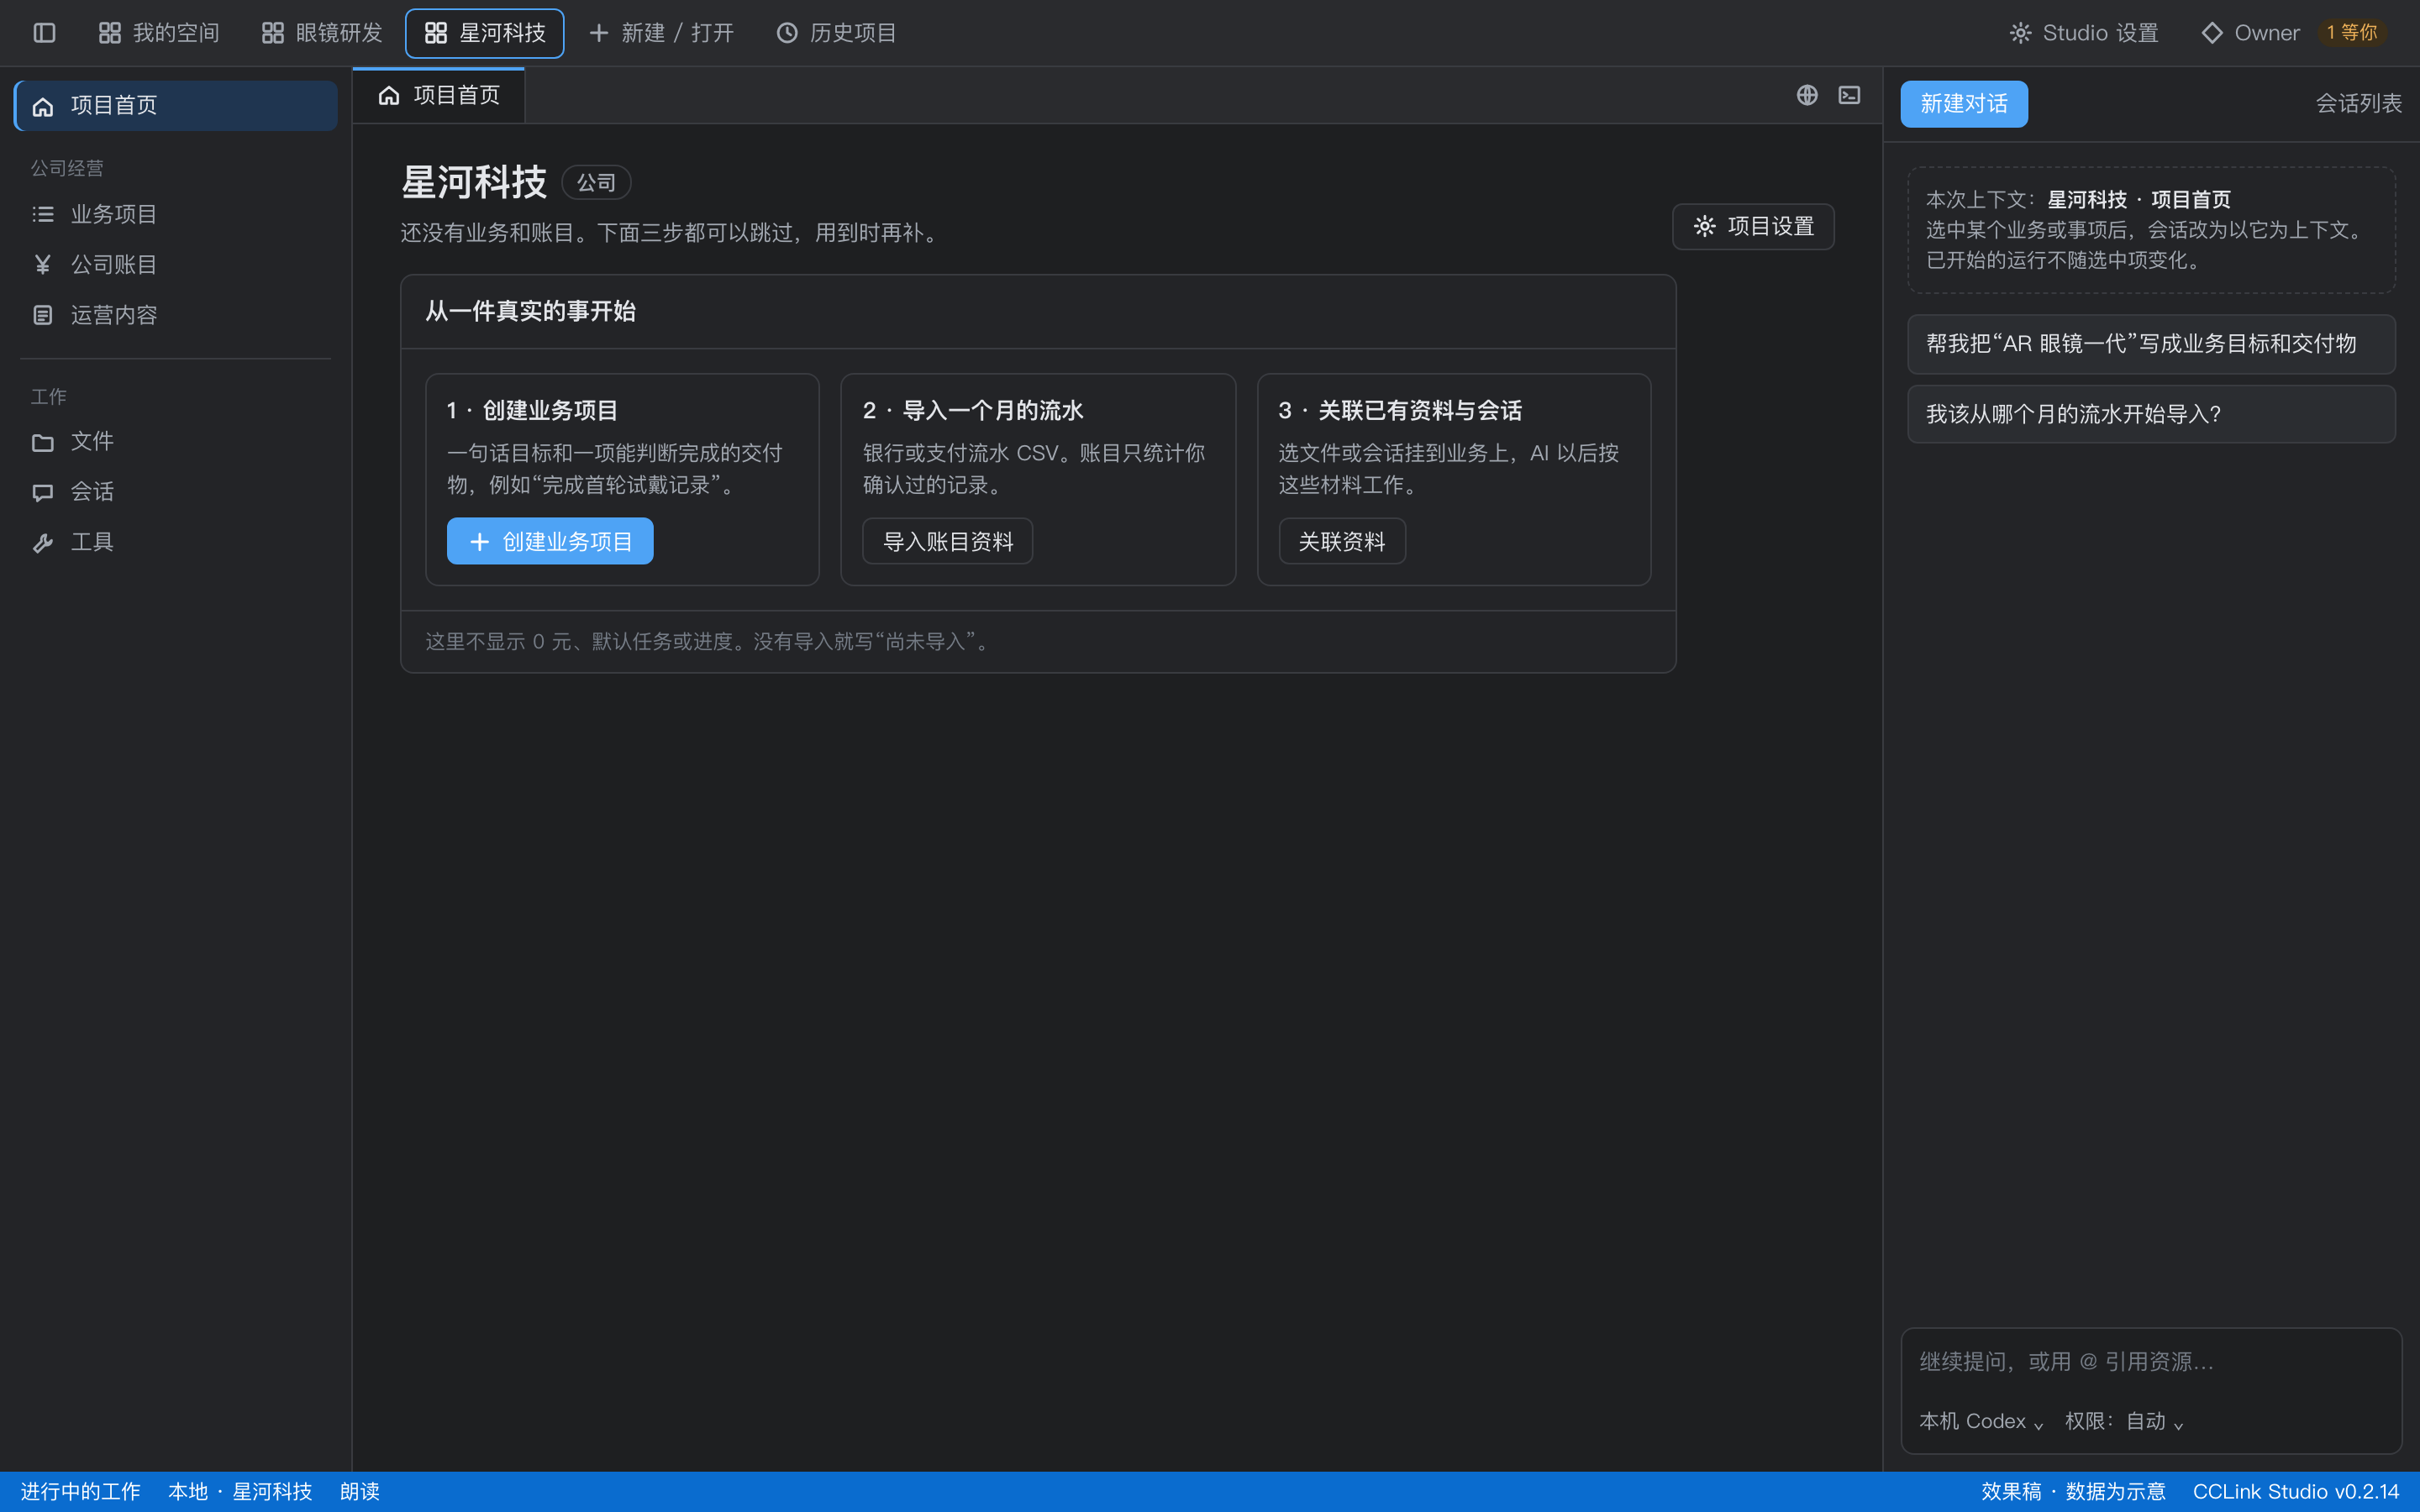 我的空间
眼镜研发
星河科技
新建 / 打开
历史项目
Studio 设置
Owner
1 等你
项目首页
公司经营
业务项目
公司账目
运营内容
工作
文件
会话
工具
项目首页
星河科技
公司
还没有业务和账目。下面三步都可以跳过，用到时再补。
项目设置
从一件真实的事开始
1 · 创建业务项目
一句话目标和一项能判断完成的交付
物，例如“完成首轮试戴记录”。
创建业务项目
2 · 导入一个月的流水
银行或支付流水 CSV。账目只统计你
确认过的记录。
导入账目资料
3 · 关联已有资料与会话
选文件或会话挂到业务上，AI 以后按
这些材料工作。
关联资料
这里不显示 0 元、默认任务或进度。没有导入就写“尚未导入”。
新建对话
会话列表
本次上下文：星河科技 · 项目首页
选中某个业务或事项后，会话改为以它为上下文。
已开始的运行不随选中项变化。
帮我把“AR 眼镜一代”写成业务目标和交付物
我该从哪个月的流水开始导入？
继续提问，或用 @ 引用资源…
本机 Codex
权限：自动
进行中的工作
本地 · 星河科技
朗读
效果稿 · 数据为示意
CCLink Studio v0.2.14